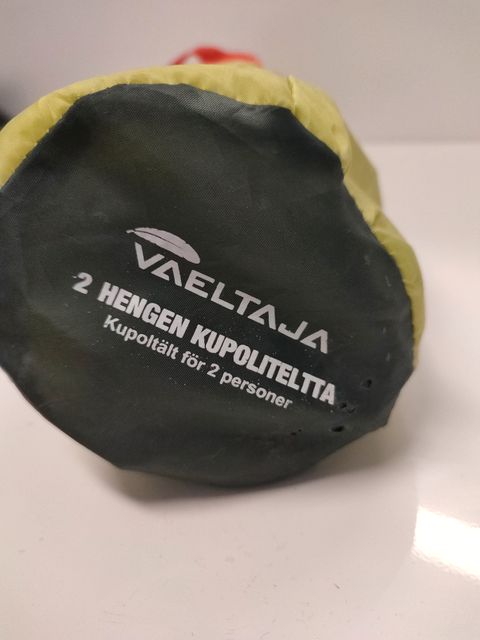 VAELTAJA
2 HENGEN KUPOLITELTTA
Kupoltält för 2 personer